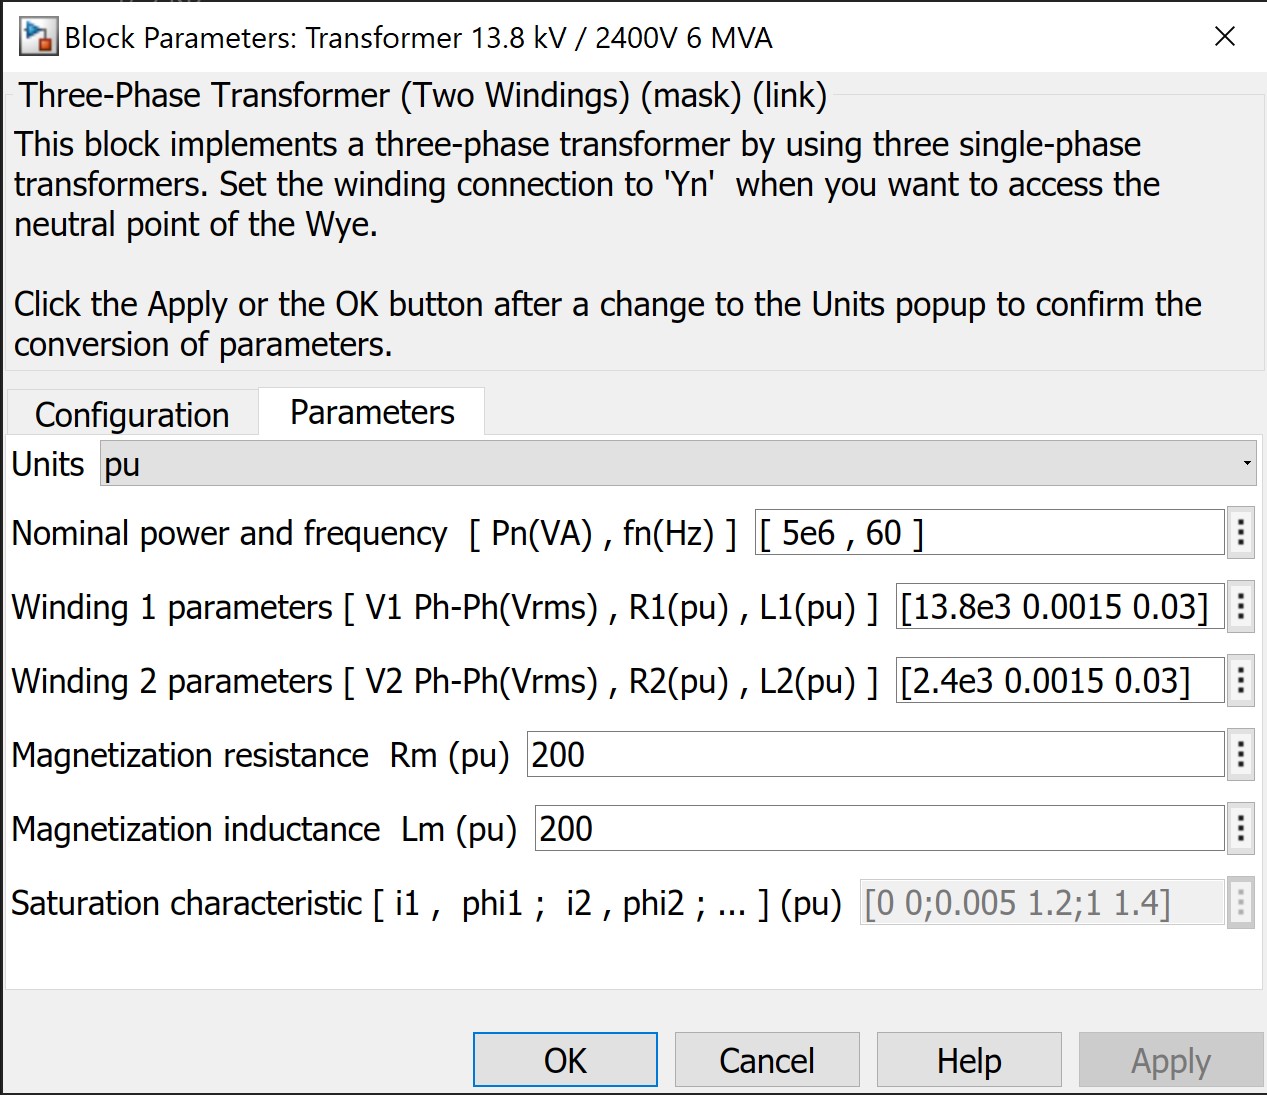 Block Parameters: Transformer 13.8 kV / 2400V 6 MVA
Three-Phase Transformer (Two Windings) (mask) (link)
This block implements a three-phase transformer by using three single-phase
transformers. Set the winding connection to 'Yn'  when you want to access the
neutral point of the Wye.
Click the Apply or the OK button after a change to the Units popup to confirm the
conversion of parameters.
Configuration Parameters
Units pu
Nominal power and frequency  [ Pn(VA) , fn(Hz) ] [ 5e6 , 60 ]
Winding 1 parameters [ V1 Ph-Ph(Vrms) , R1(pu) , L1(pu) ] [13.8e3 0.0015 0.03]
Winding 2 parameters [ V2 Ph-Ph(Vrms) , R2(pu) , L2(pu) ] [2.4e3 0.0015 0.03]
Magnetization resistance  Rm (pu) 200
Magnetization inductance  Lm (pu) 200
Saturation characteristic [ i1 ,  phi1 ;  i2 , phi2 ; ... ] (pu) [0 0;0.005 1.2;1 1.4]
OK Cancel Help Apply